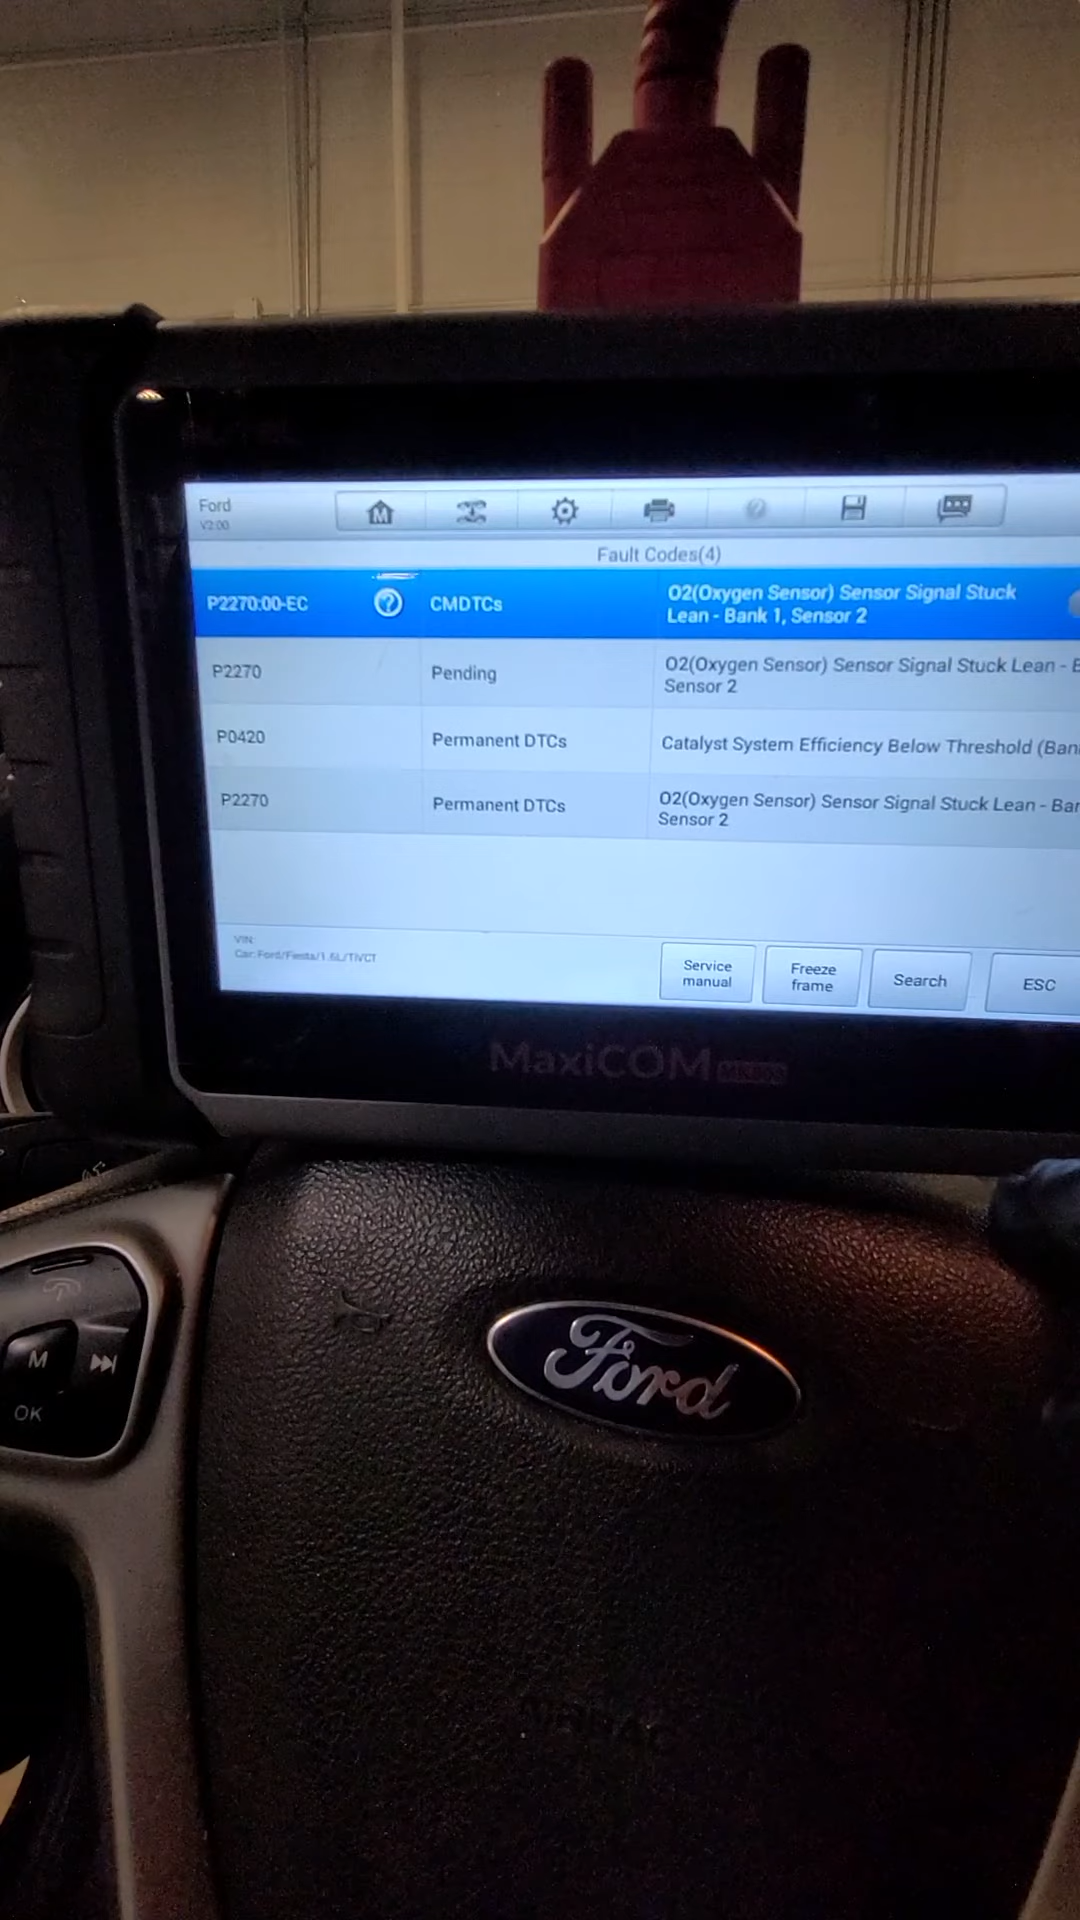 Ford
V2.00
Fault Codes(4)
P2270:00-EC CMDTCs O2(Oxygen Sensor) Sensor Signal Stuck
Lean - Bank 1, Sensor 2
P2270 Pending O2(Oxygen Sensor) Sensor Signal Stuck Lean -
Sensor 2
P0420 Permanent DTCs Catalyst System Efficiency Below Threshold
P2270 Permanent DTCs O2(Oxygen Sensor) Sensor Signal Stuck Lean -
Sensor 2
VIN:
Car: Ford/Fiesta/1.6L/TIVCT
Service
manual
Freeze
frame
Search
ESC
MaxiCOM
M
OK
Ford